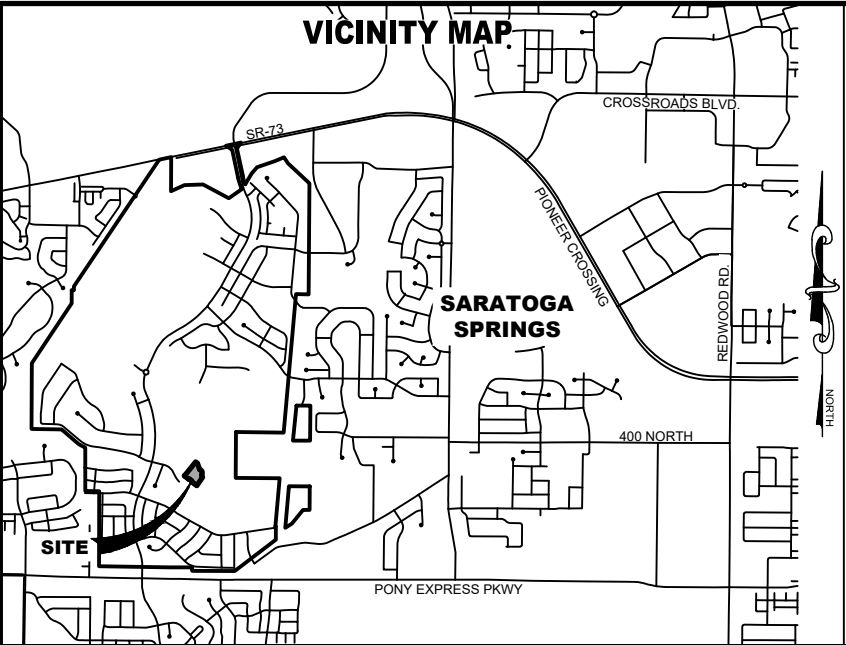 VICINITY MAP
CROSSROADS BLVD.
SR-73
PIONEER CROSSING
REDWOOD RD.
SARATOGA
SPRINGS
NORTH
400 NORTH
SITE
PONY EXPRESS PKWY